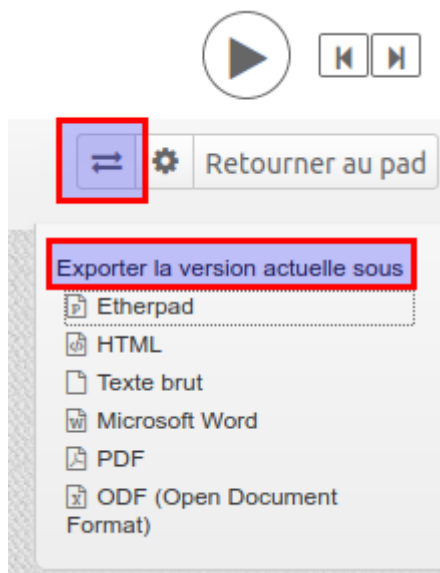 Retourner au pad
Exporter la version actuelle sous
Etherpad
HTML
Texte brut
Microsoft Word
PDF
ODF (Open Document
Format)